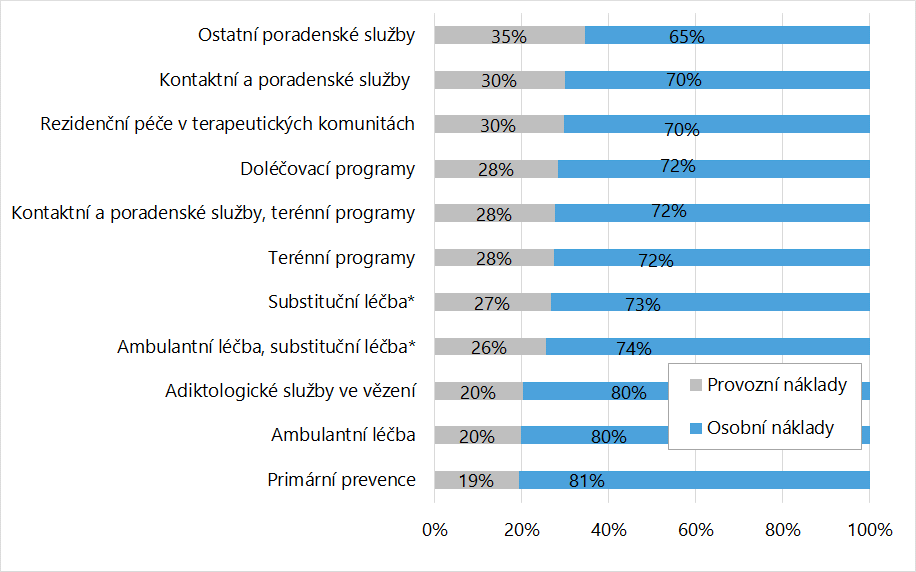 Ostatní poradenské služby 35% 65%
Kontaktní a poradenské služby 30% 70%
Rezidenční péče v terapeutických komunitách 30% 70%
Doléčovací programy 28% 72%
Kontaktní a poradenské služby, terénní programy 28% 72%
Terénní programy 28% 72%
Substituční léčba* 27% 73%
Ambulantní léčba, substituční léčba* 26% 74%
Adiktologické služby ve vězení 20% 80%
Ambulantní léčba 20% 80%
Primární prevence 19% 81%
Provozní náklady
Osobní náklady
0% 20% 40% 60% 80% 100%